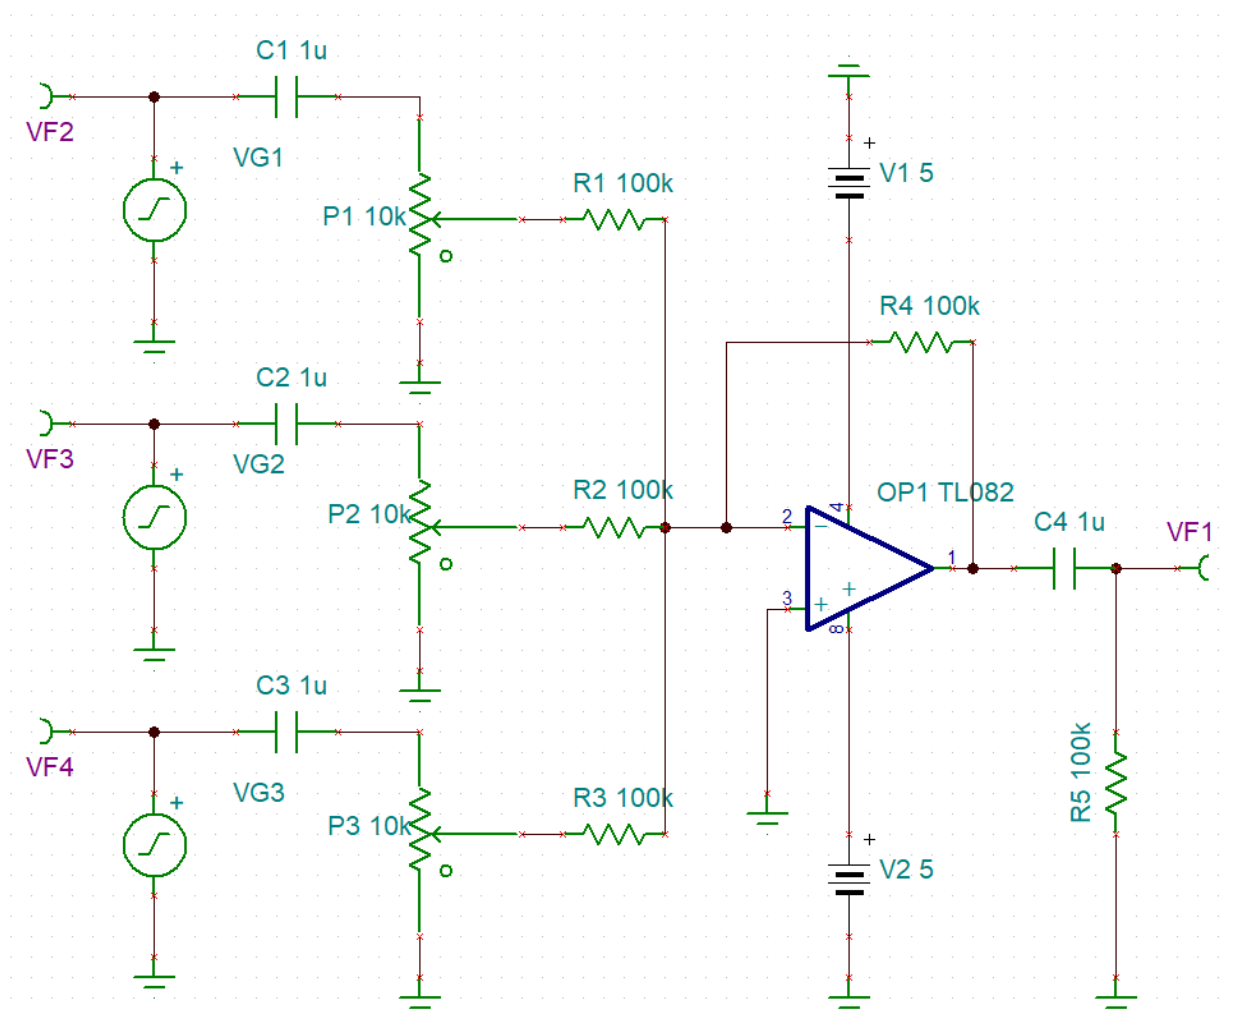 C1 1u
VF2
VG1
+
P1 10k
R1 100k
+
V1 5
R4 100k
C2 1u
VF3
VG2
+
P2 10k
R2 100k
OP1 TL082
2
4
1
3
8
−
+
+
C4 1u
VF1
C3 1u
VF4
VG3
+
P3 10k
R3 100k
+
V2 5
R5 100k